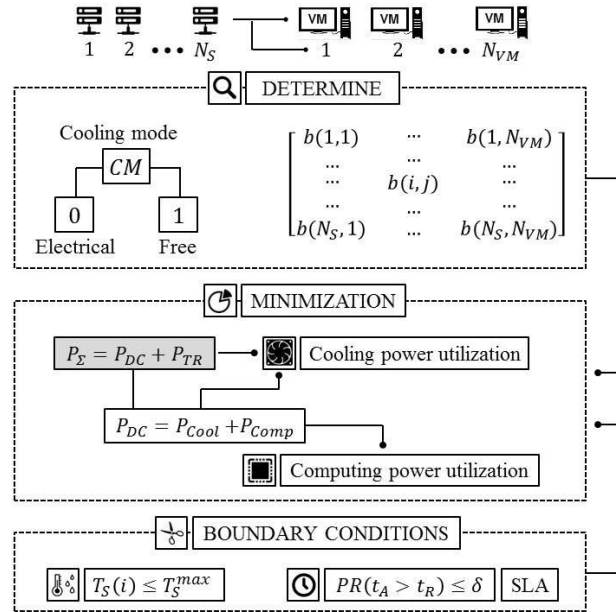 VM VM VM
1 2 ••• N_S 1 2 ••• N_VM
DETERMINE
Cooling mode
CM
0 1
Electrical Free
b(1,1) ... b(1, N_VM)
... ... ...
... b(i, j) ...
... ... ...
b(N_S, 1) b(N_S, N_VM)
MINIMIZATION
P_Σ = P_DC + P_TR
Cooling power utilization
P_DC = P_Cool + P_Comp
Computing power utilization
BOUNDARY CONDITIONS
T_S(i) ≤ T_S^max
PR(t_A > t_R) ≤ δ SLA